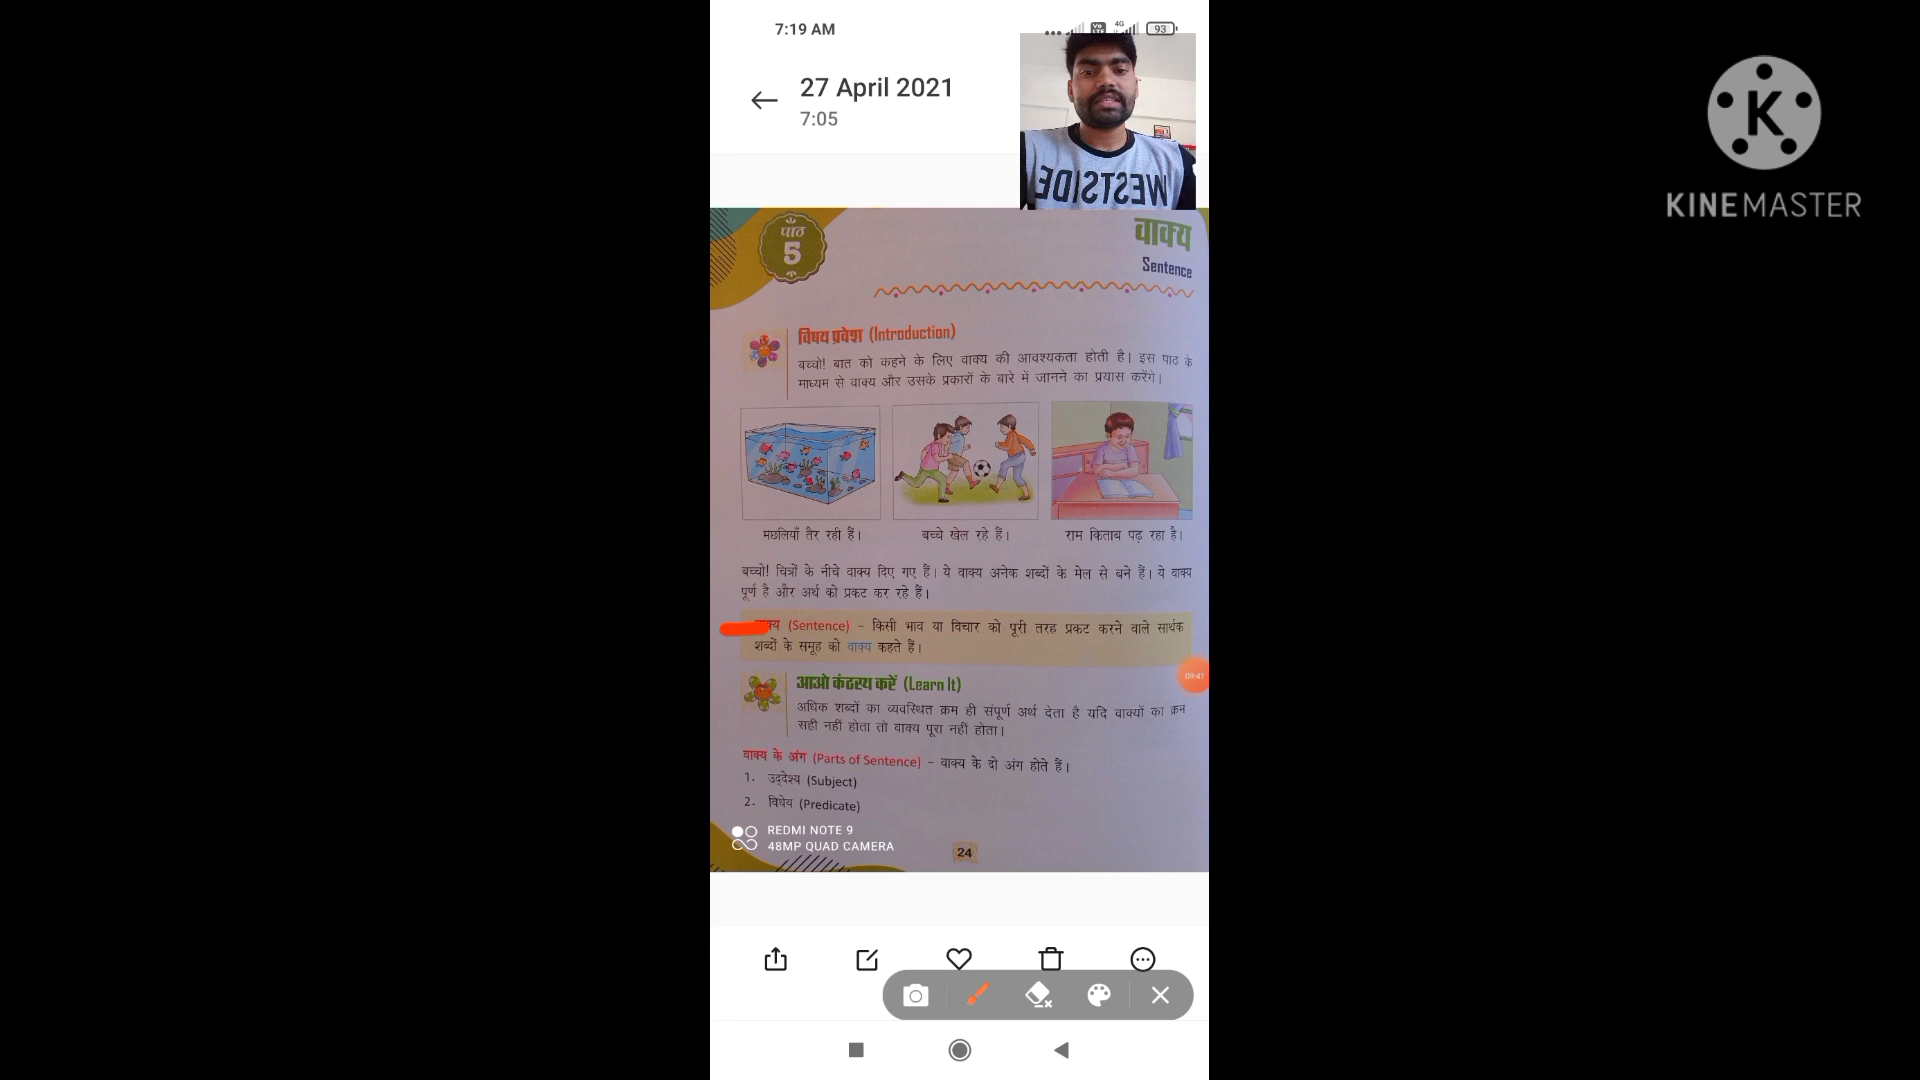 7:19 AM
4G
93
27 April 2021
7:05
WESTSIDE
K
KINEMASTER
पाठ
5
वाक्य
Sentence
विषय प्रवेश (Introduction)
बच्चो! बात को कहने के लिए वाक्य की आवश्यकता होती है। इस पाठ के
माध्यम से वाक्य और उसके प्रकारों के बारे में जानने का प्रयास करेंगे।
मछलियाँ तैर रही हैं।
बच्चे खेल रहे हैं।
राम किताब पढ़ रहा है।
बच्चो! चित्रों के नीचे वाक्य दिए गए हैं। ये वाक्य अनेक शब्दों के मेल से बने हैं। ये वाक्य
पूर्ण है और अर्थ को प्रकट कर रहे हैं।
वाक्य (Sentence) – किसी भाव या विचार को पूरी तरह प्रकट करने वाले सार्थक
शब्दों के समूह को वाक्य कहते हैं।
09:41
आओ कंठस्थ करें (Learn It)
अधिक शब्दों का व्यवस्थित क्रम ही संपूर्ण अर्थ देता है यदि वाक्यों का क्रम
सही नहीं होता तो वाक्य पूरा नहीं होता।
वाक्य के अंग (Parts of Sentence) – वाक्य के दो अंग होते हैं।
1. उद्देश्य (Subject)
2. विधेय (Predicate)
REDMI NOTE 9
48MP QUAD CAMERA
24